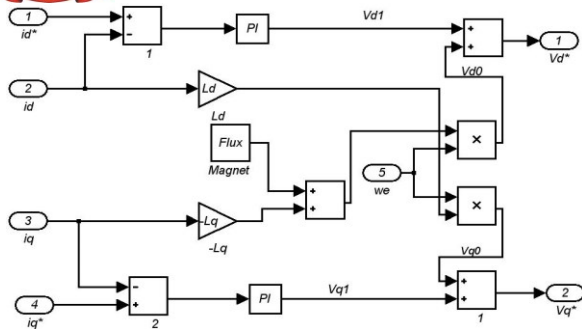 1
id*
+
−
1
PI
Vd1
+
+
1
Vd*
Vd0
2
id
Ld
Ld
Flux
Magnet
×
5
we
+
+
3
iq
-Lq
-Lq
×
Vq0
−
+
2
4
iq*
PI
Vq1
+
+
1
2
Vq*